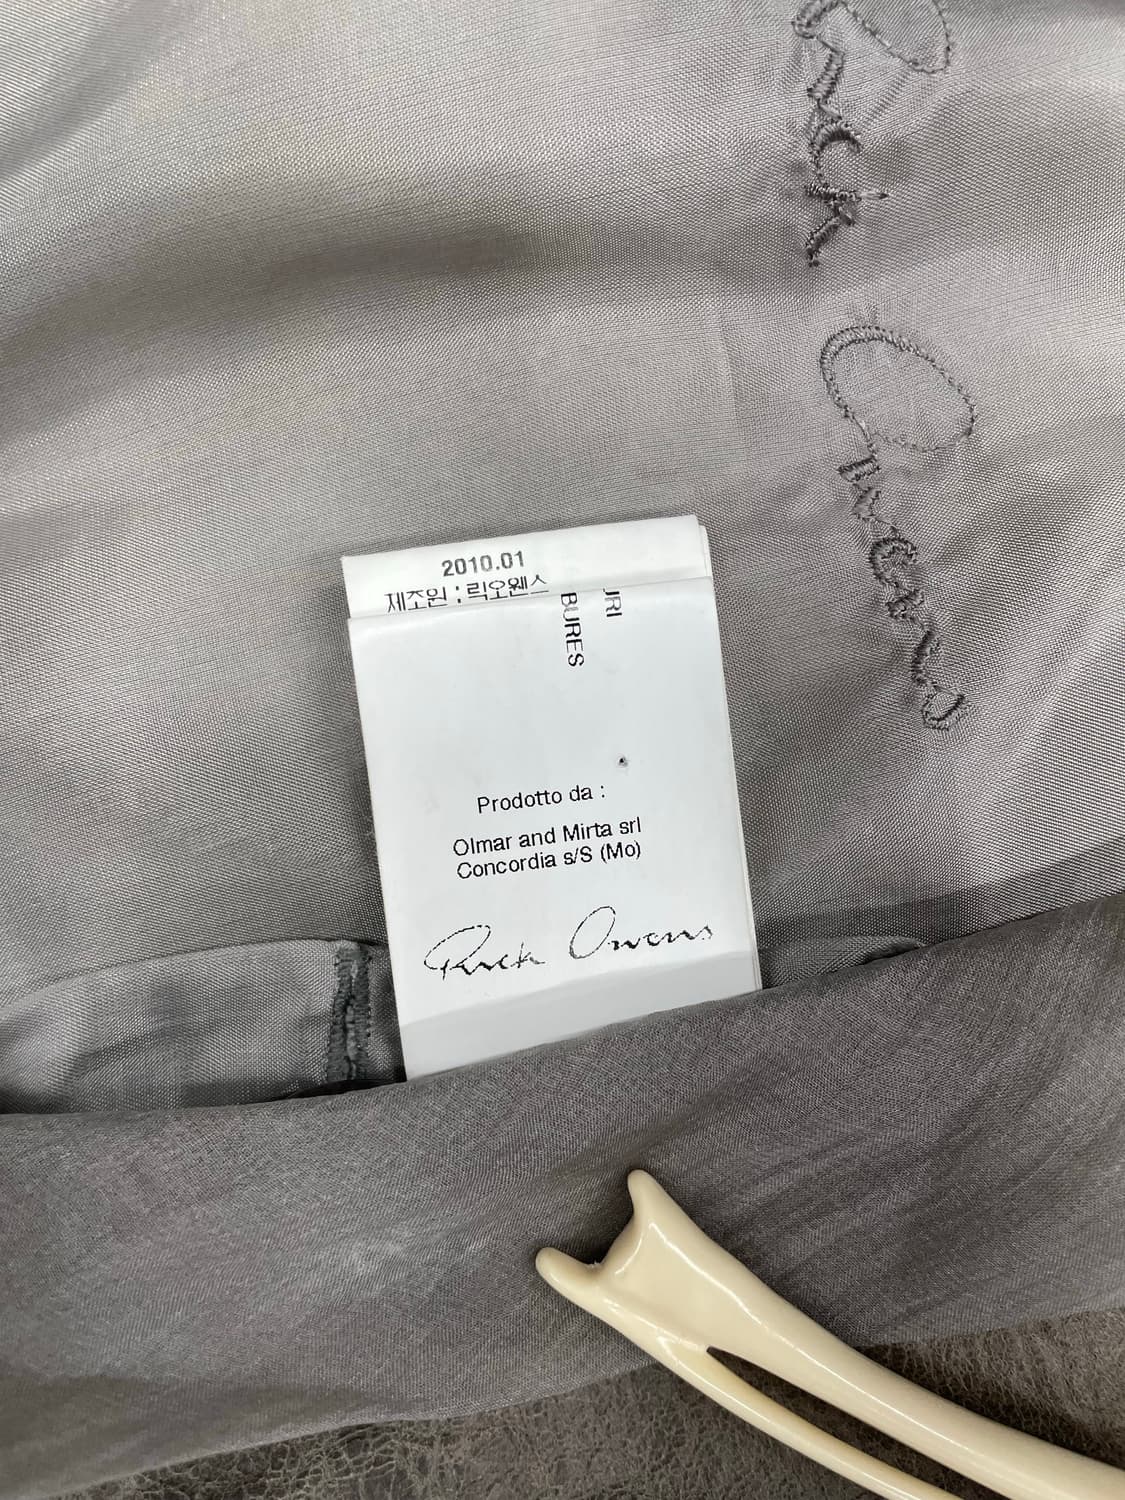 Rick Owens
2010.01
제조원 : 릭오웬스
URI
BURES
Prodotto da :
Olmar and Mirta srl
Concordia s/S (Mo)
Rick Owens